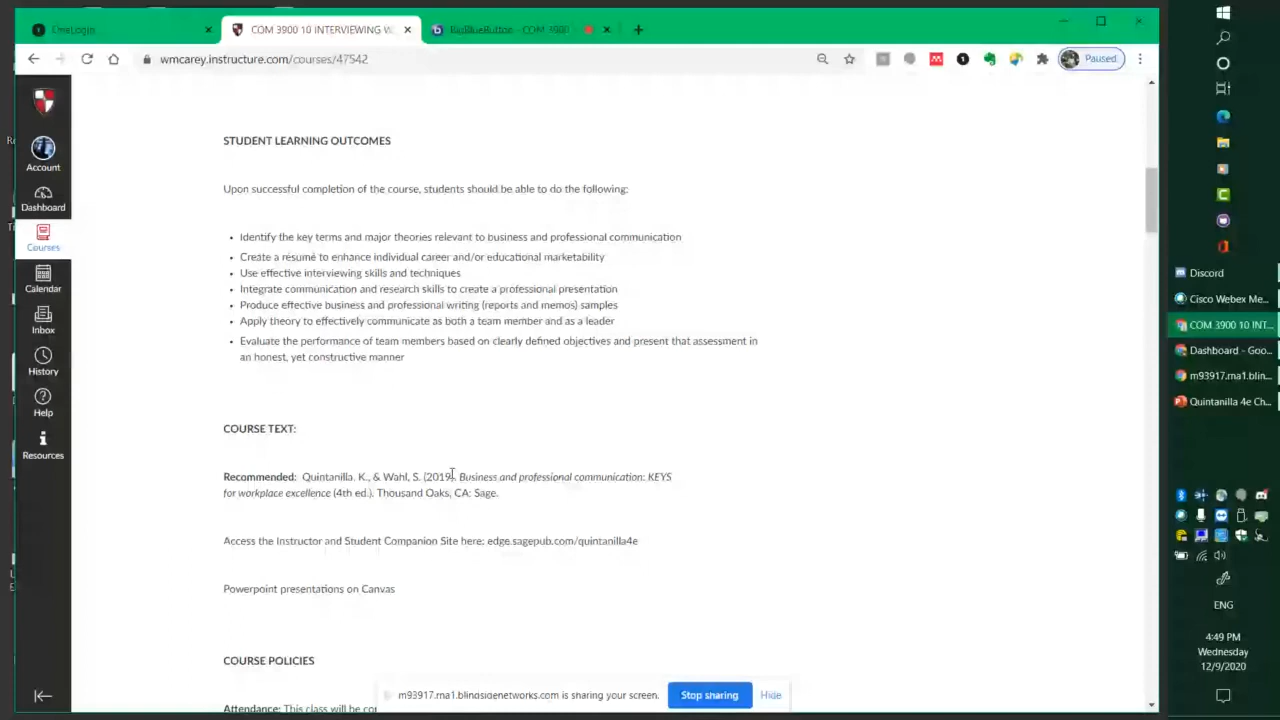 OneLogin
COM 3900 10 INTERVIEWING W
BigBlueButton - COM 3900
wmcarey.instructure.com/courses/47542
Paused
Account
Dashboard
Courses
Calendar
Inbox
History
Help
Resources
STUDENT LEARNING OUTCOMES
Upon successful completion of the course, students should be able to do the following:
• Identify the key terms and major theories relevant to business and professional communication
• Create a résumé to enhance individual career and/or educational marketability
• Use effective interviewing skills and techniques
• Integrate communication and research skills to create a professional presentation
• Produce effective business and professional writing (reports and memos) samples
• Apply theory to effectively communicate as both a team member and as a leader
• Evaluate the performance of team members based on clearly defined objectives and present that assessment in
an honest, yet constructive manner
COURSE TEXT:
Recommended: Quintanilla, K., & Wahl, S. (2019). Business and professional communication: KEYS
for workplace excellence (4th ed.). Thousand Oaks, CA: Sage.
Access the Instructor and Student Companion Site here: edge.sagepub.com/quintanilla4e
Powerpoint presentations on Canvas
COURSE POLICIES
Attendance: This class will be co
m93917.rna1.blindsidenetworks.com is sharing your screen.
Stop sharing
Hide
Discord
Cisco Webex Me...
COM 3900 10 INT...
Dashboard - Goo...
m93917.rna1.blin...
Quintanilla 4e Ch...
ENG
4:49 PM
Wednesday
12/9/2020